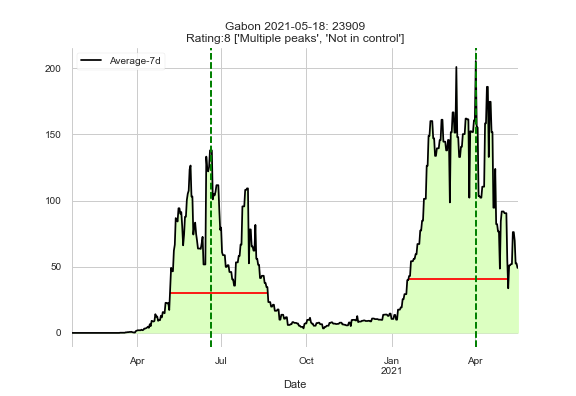 Gabon 2021-05-18: 23909
Rating:8 ['Multiple peaks', 'Not in control']
Average-7d
200
150
100
50
0
Apr
Jul
Oct
Jan
2021
Apr
Date